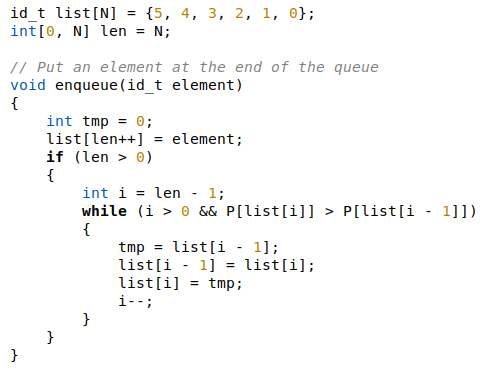 id_t list[N] = {5, 4, 3, 2, 1, 0};
int[0, N] len = N;

// Put an element at the end of the queue
void enqueue(id_t element)
{
    int tmp = 0;
    list[len++] = element;
    if (len > 0)
    {
        int i = len - 1;
        while (i > 0 && P[list[i]] > P[list[i - 1]])
        {
            tmp = list[i - 1];
            list[i - 1] = list[i];
            list[i] = tmp;
            i--;
        }
    }
}